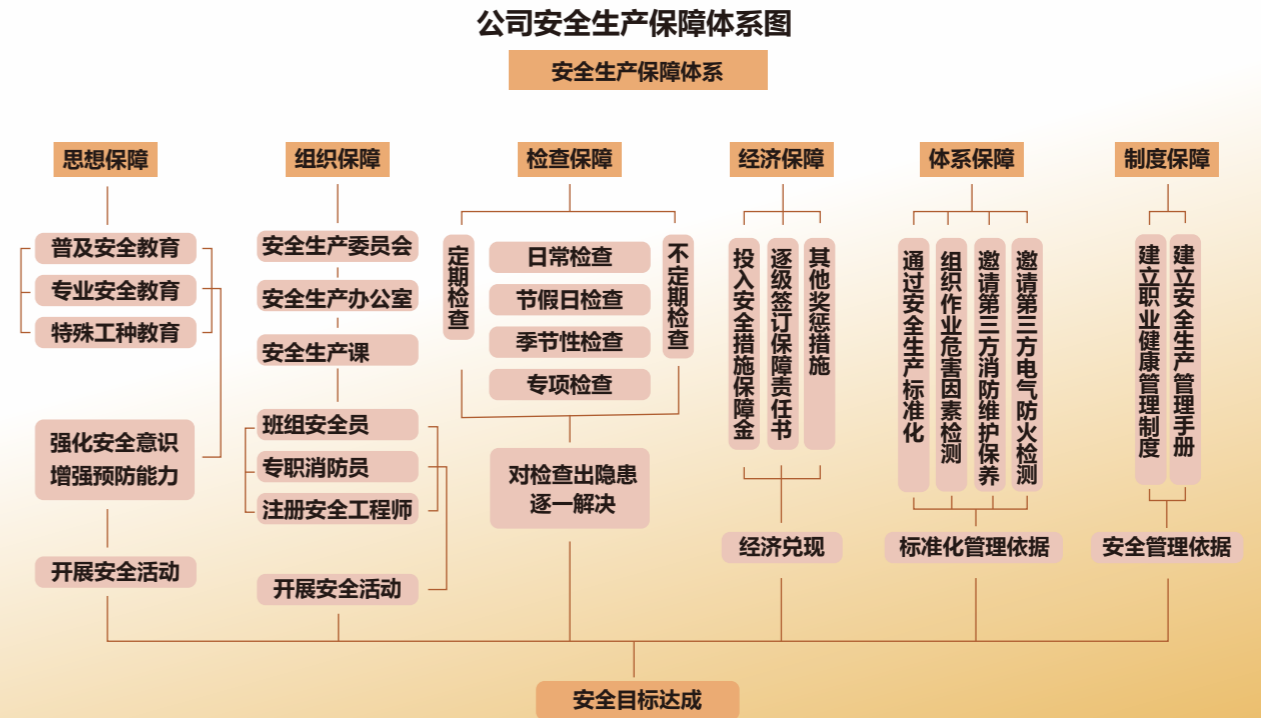 公司安全生产保障体系图
安全生产保障体系
思想保障
组织保障
检查保障
经济保障
体系保障
制度保障
普及安全教育
专业安全教育
特殊工种教育
强化安全意识
增强预防能力
开展安全活动
安全生产委员会
安全生产办公室
安全生产课
班组安全员
专职消防员
注册安全工程师
开展安全活动
定期检查
日常检查
节假日检查
季节性检查
专项检查
不定期检查
对检查出隐患
逐一解决
投入安全措施保障金
逐级签订保障责任书
其他奖惩措施
经济兑现
通过安全生产标准化
组织作业危害因素检测
邀请第三方消防维护保养
邀请第三方电气防火检测
标准化管理依据
建立职业健康管理制度
建立安全生产管理手册
安全管理依据
安全目标达成